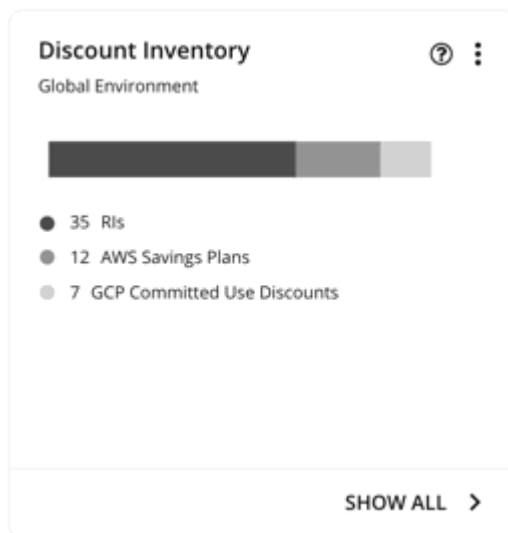 Discount Inventory
Global Environment
35 RIs
12 AWS Savings Plans
7 GCP Committed Use Discounts
SHOW ALL